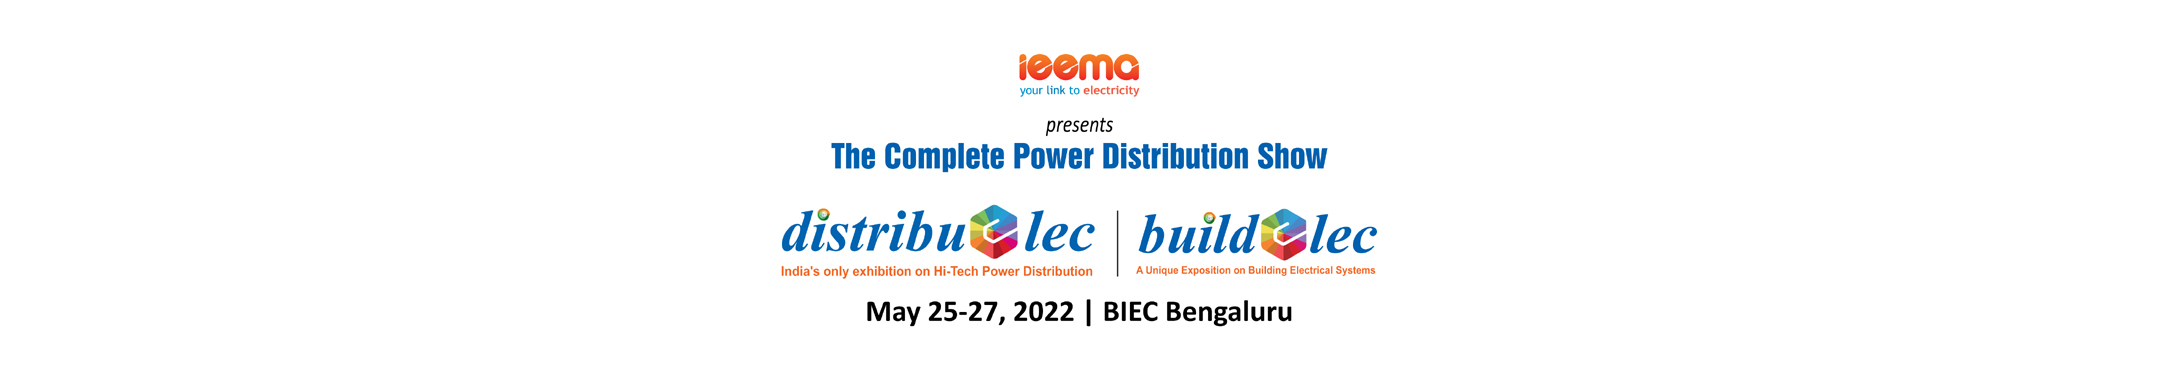 ieema
your link to electricity
presents
The Complete Power Distribution Show
distribuelec
India's only exhibition on Hi-Tech Power Distribution
buildelec
A Unique Exposition on Building Electrical Systems
May 25-27, 2022 | BIEC Bengaluru